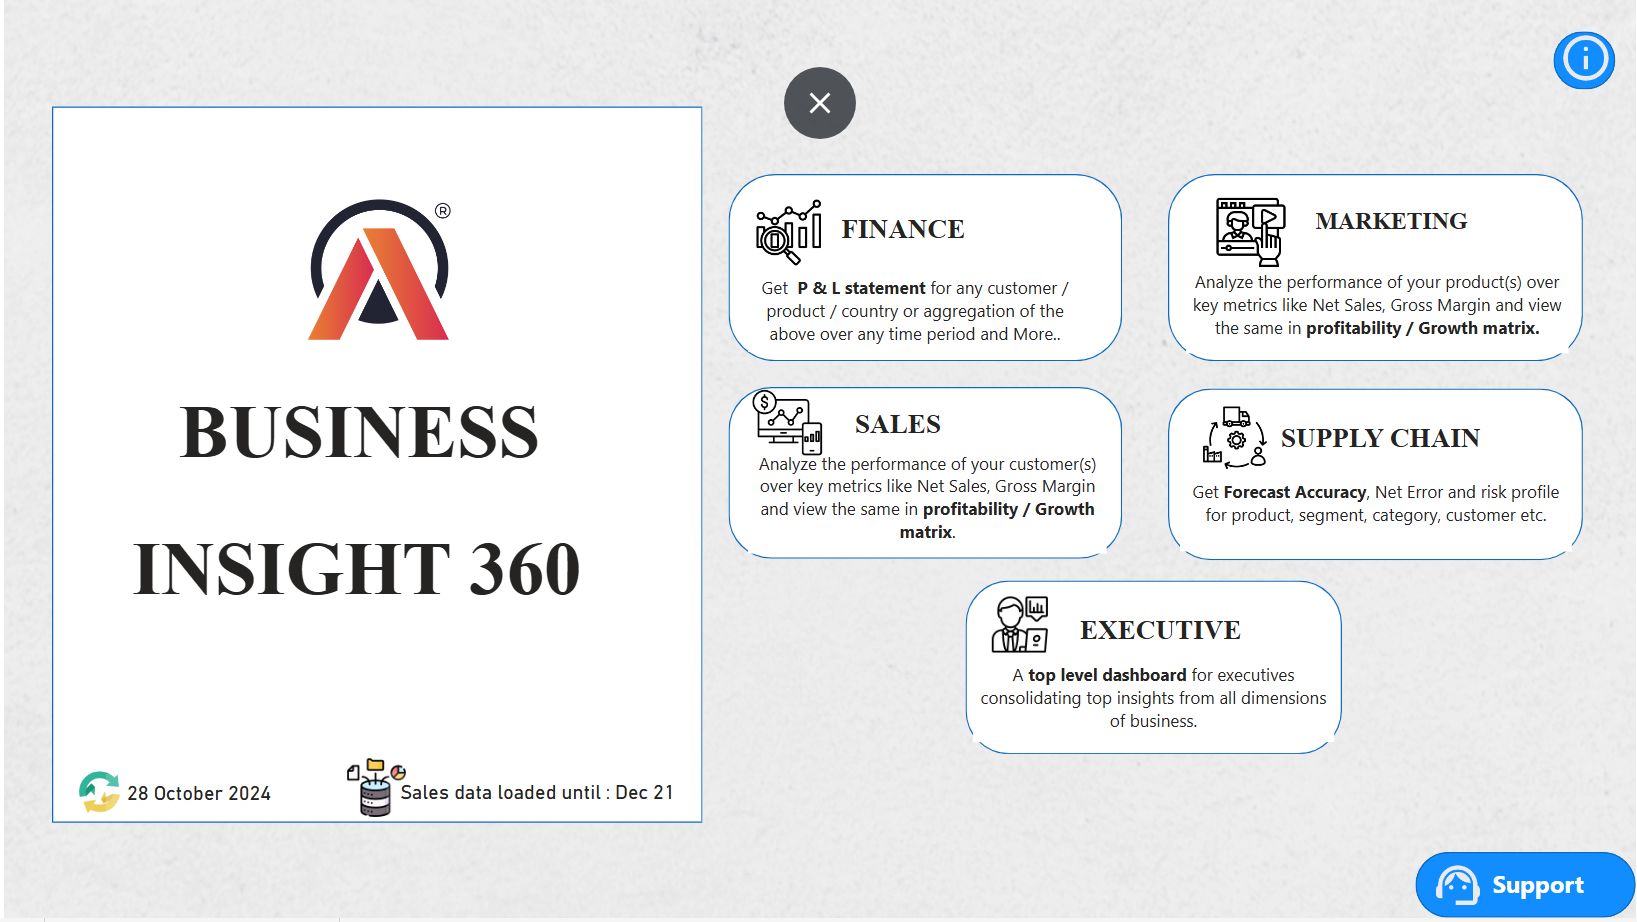 ®
BUSINESS
INSIGHT 360
28 October 2024
Sales data loaded until : Dec 21
FINANCE
Get P & L statement for any customer /
product / country or aggregation of the
above over any time period and More..
MARKETING
Analyze the performance of your product(s) over
key metrics like Net Sales, Gross Margin and view
the same in profitability / Growth matrix.
SALES
Analyze the performance of your customer(s)
over key metrics like Net Sales, Gross Margin
and view the same in profitability / Growth
matrix.
SUPPLY CHAIN
Get Forecast Accuracy, Net Error and risk profile
for product, segment, category, customer etc.
EXECUTIVE
A top level dashboard for executives
consolidating top insights from all dimensions
of business.
Support